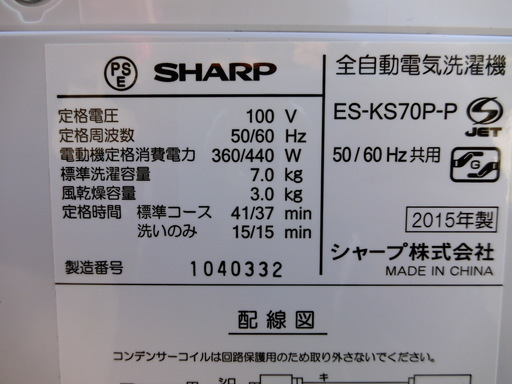 PS E
SHARP
定格電圧 100 V
定格周波数 50/60 Hz
電動機定格消費電力 360/440 W
標準洗濯容量 7.0 kg
風乾燥容量 3.0 kg
定格時間 標準コース 41/37 min
洗いのみ 15/15 min
製造番号 1040332
全自動電気洗濯機
ES-KS70P-P
S JET
50/60Hz共用
G
2015年製
シャープ株式会社
MADE IN CHINA
配線図
コンデンサーコイルは回路保護用のため取り外さないでください。
シロ
キ